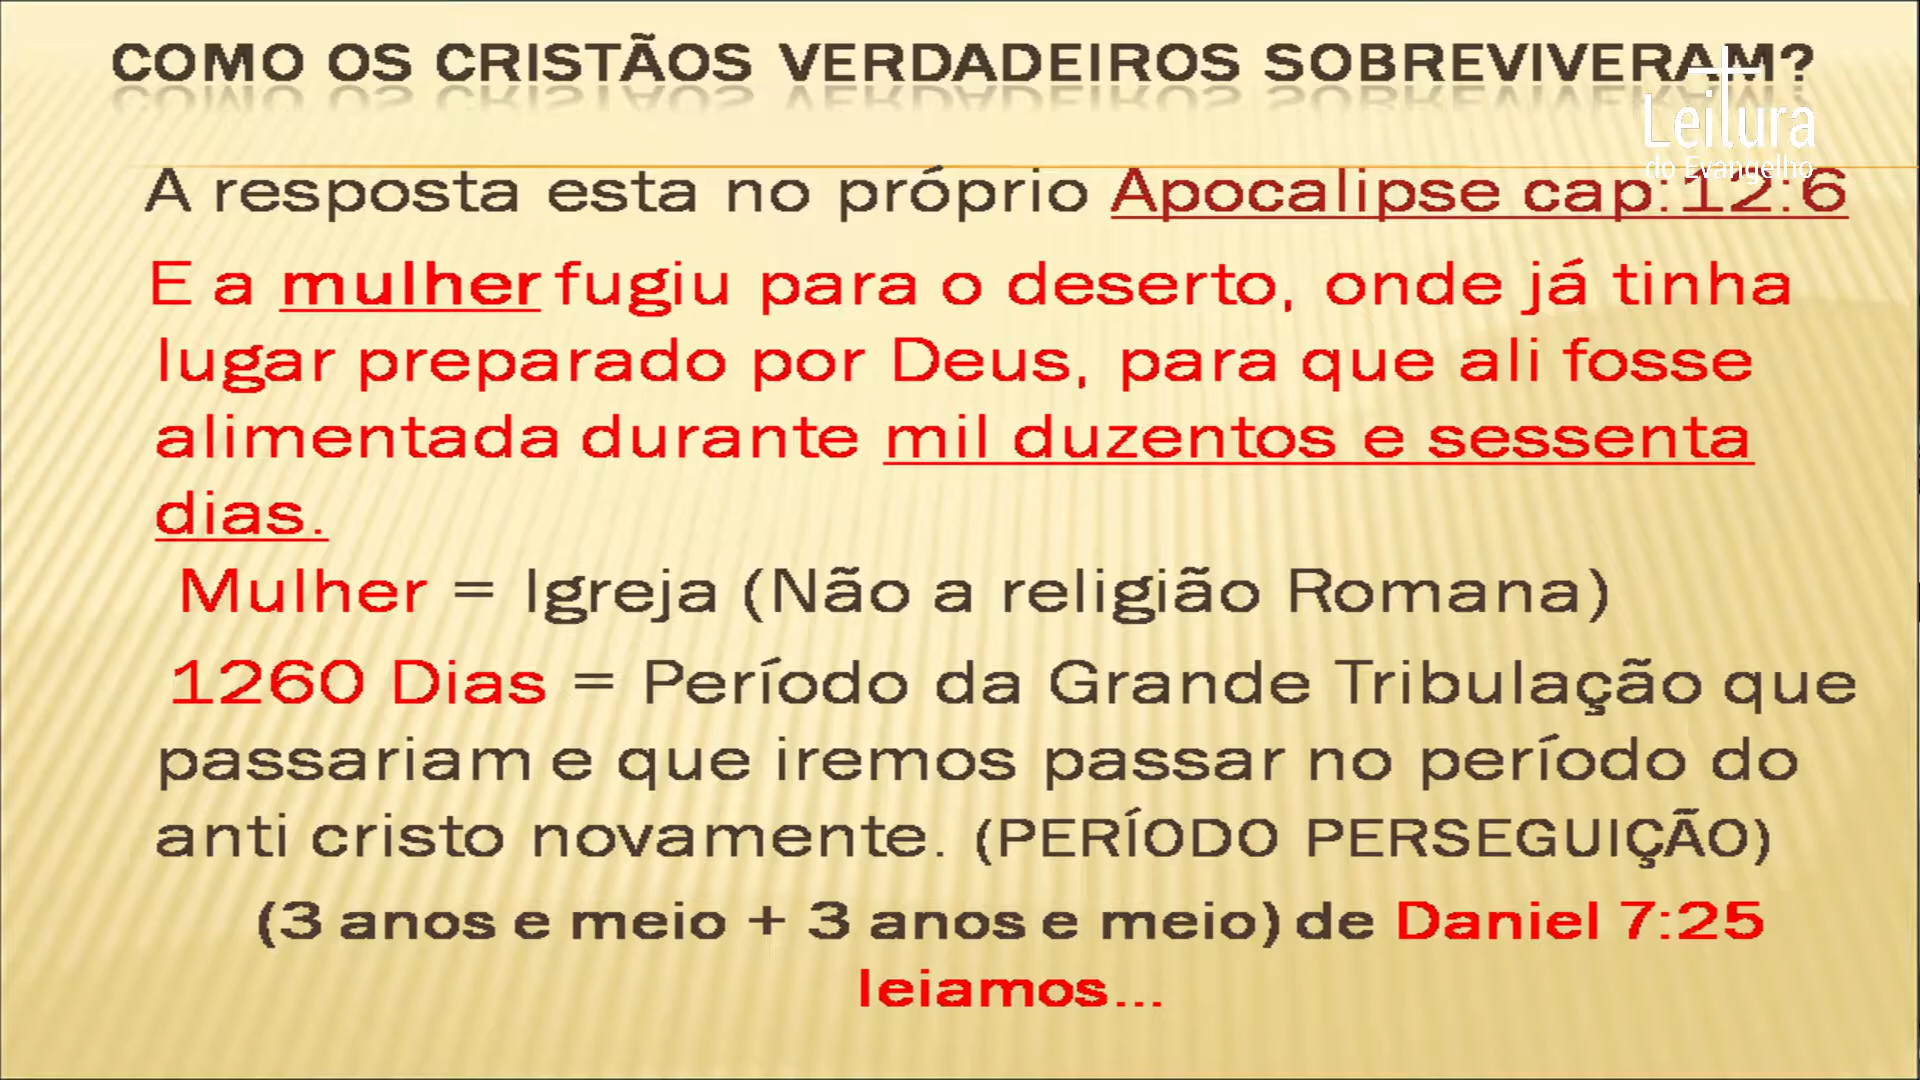 COMO OS CRISTÃOS VERDADEIROS SOBREVIVERAM?
Leitura
do Evangelho
A resposta esta no próprio Apocalipse cap:12:6
E a mulher fugiu para o deserto, onde já tinha
lugar preparado por Deus, para que ali fosse
alimentada durante mil duzentos e sessenta
dias.
Mulher = Igreja (Não a religião Romana)
1260 Dias = Período da Grande Tribulação que
passariam e que iremos passar no período do
anti cristo novamente. (PERÍODO PERSEGUIÇÃO)
(3 anos e meio + 3 anos e meio) de Daniel 7:25
leiamos...